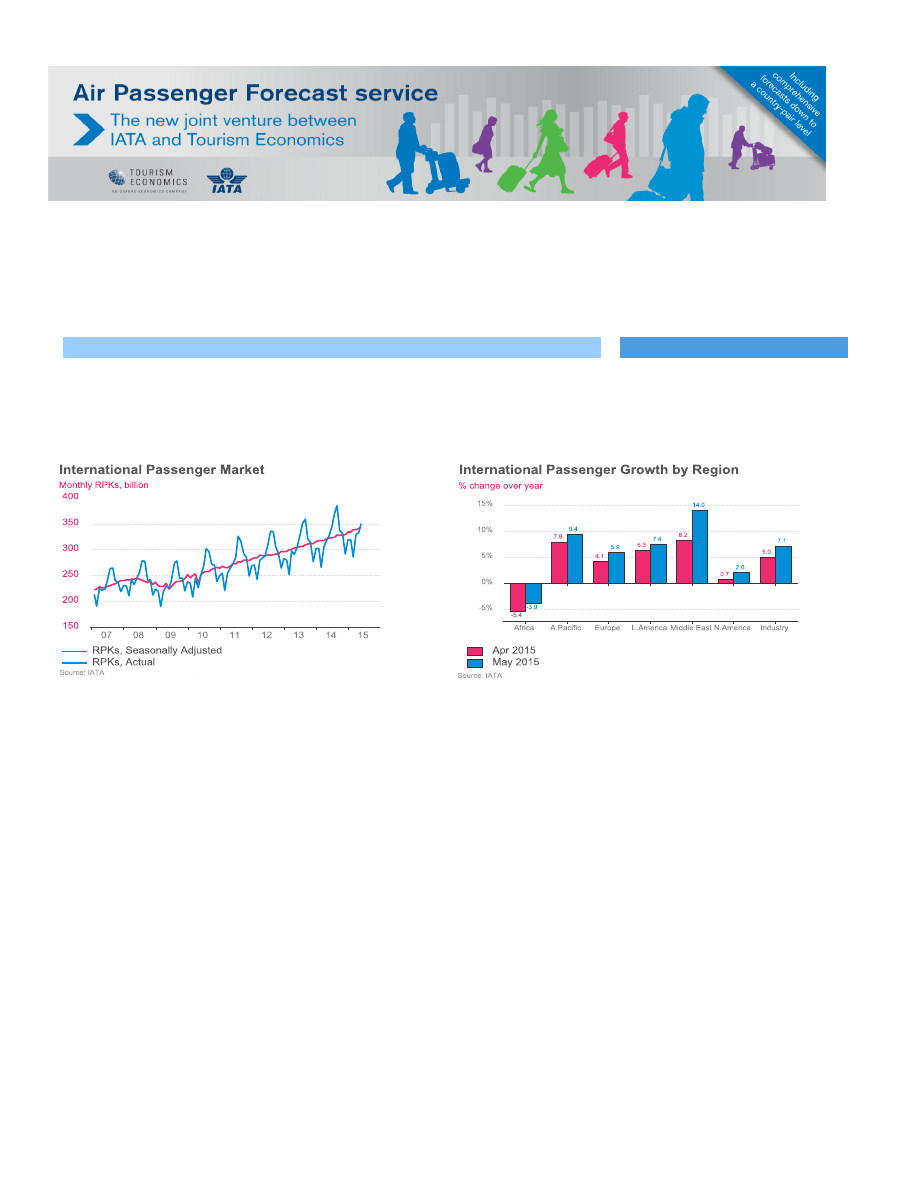 Air Passenger Forecast service
The new joint venture between
IATA and Tourism Economics
Including
comprehensive
forecasts down to
a country-pair level
TOURISM
ECONOMICS
AN OXFORD ECONOMICS COMPANY
IATA
International Passenger Market
Monthly RPKs, billion
400
350
300
250
200
150
07 08 09 10 11 12 13 14 15
RPKs, Seasonally Adjusted
RPKs, Actual
Source: IATA
International Passenger Growth by Region
% change over year
15%
10%
5%
0%
-5%
-5.4 -3.9 7.9 9.4 4.1 5.9 6.3 7.4 8.2 14.0 0.7 2.0 5.0 7.1
Africa A.Pacific Europe L.America Middle East N.America Industry
Apr 2015
May 2015
Source: IATA